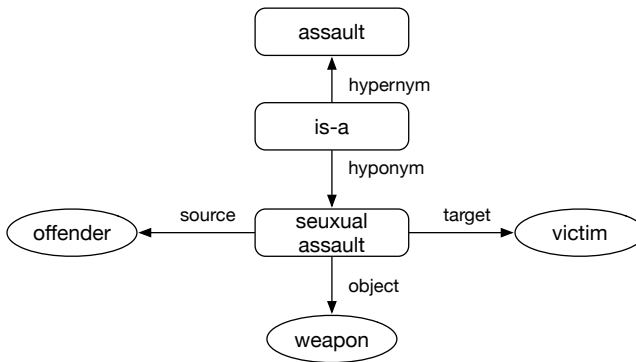 assault
hypernym
is-a
hyponym
source
target
offender
seuxual
assault
victim
object
weapon